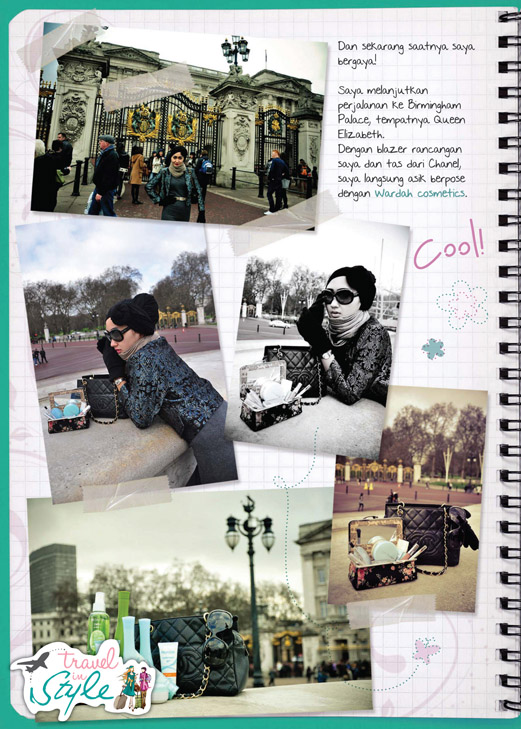 Dan sekarang saatnya saya
bergaya!
Saya melanjutkan
perjalanan ke Birmingham
Palace, tempatnya Queen
Elizabeth.
Dengan blazer rancangan
saya dan tas dari Chanel,
saya langsung asik berpose
dengan Wardah cosmetics.
Cool!
travel
in
Style